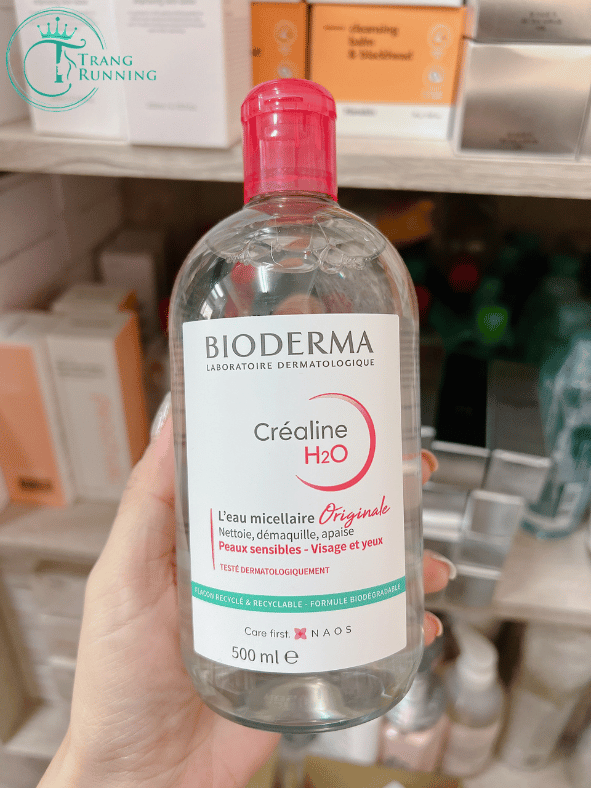 TRANG
RUNNING
cleansing
balm
& blackhead
BIODERMA
LABORATOIRE DERMATOLOGIQUE
Créaline
H2O
L'eau micellaire Originale
Nettoie, démaquille, apaise
Peaux sensibles - Visage et yeux
TESTÉ DERMATOLOGIQUEMENT
FLACON RECYCLÉ & RECYCLABLE - FORMULE BIODEGRADABLE
Care first. NAOS
500 ml ℮